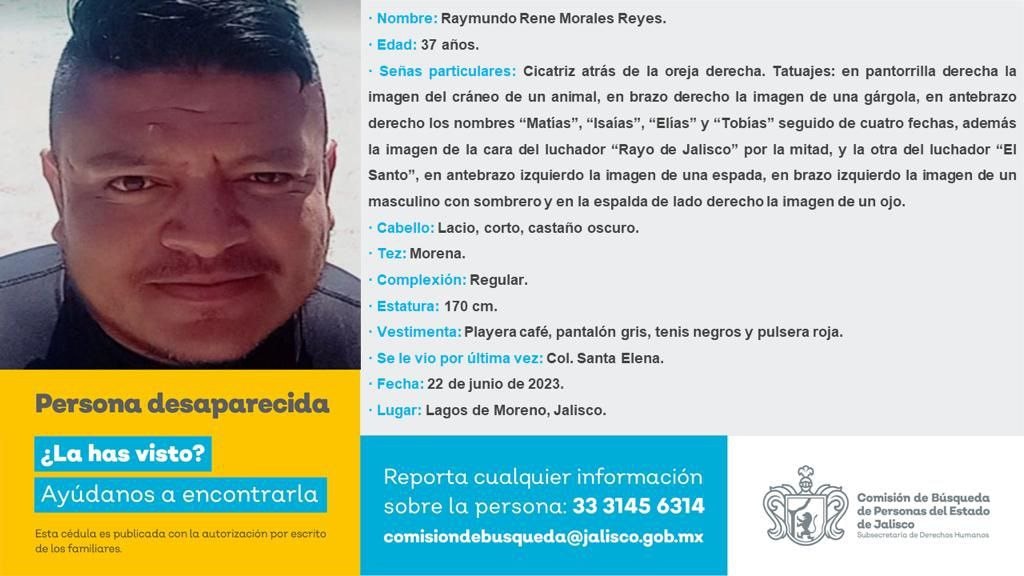 · Nombre: Raymundo Rene Morales Reyes.
· Edad: 37 años.
· Señas particulares: Cicatriz atrás de la oreja derecha. Tatuajes: en pantorrilla derecha la
imagen del cráneo de un animal, en brazo derecho la imagen de una gárgola, en antebrazo
derecho los nombres “Matías”, “Isaías”, “Elías” y “Tobías” seguido de cuatro fechas, además
la imagen de la cara del luchador “Rayo de Jalisco” por la mitad, y la otra del luchador “El
Santo”, en antebrazo izquierdo la imagen de una espada, en brazo izquierdo la imagen de un
masculino con sombrero y en la espalda de lado derecho la imagen de un ojo.
· Cabello: Lacio, corto, castaño oscuro.
· Tez: Morena.
· Complexión: Regular.
· Estatura: 170 cm.
· Vestimenta: Playera café, pantalón gris, tenis negros y pulsera roja.
· Se le vio por última vez: Col. Santa Elena.
· Fecha: 22 de junio de 2023.
· Lugar: Lagos de Moreno, Jalisco.
Persona desaparecida
¿La has visto?
Ayúdanos a encontrarla
Esta cédula es publicada con la autorización por escrito
de los familiares.
Reporta cualquier información
sobre la persona: 33 3145 6314
comisiondebusqueda@jalisco.gob.mx
Comisión de Búsqueda
de Personas del Estado
de Jalisco
Subsecretaría de Derechos Humanos